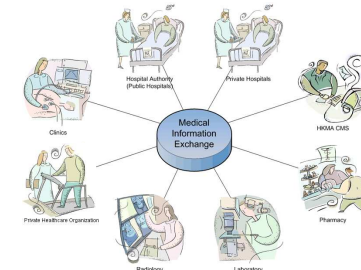 Hospital Authority
(Public Hospitals)
Private Hospitals
Clinics
Medical
Information
Exchange
HKMA CMS
Private Healthcare Organization
Pharmacy
Radiology
Laboratory